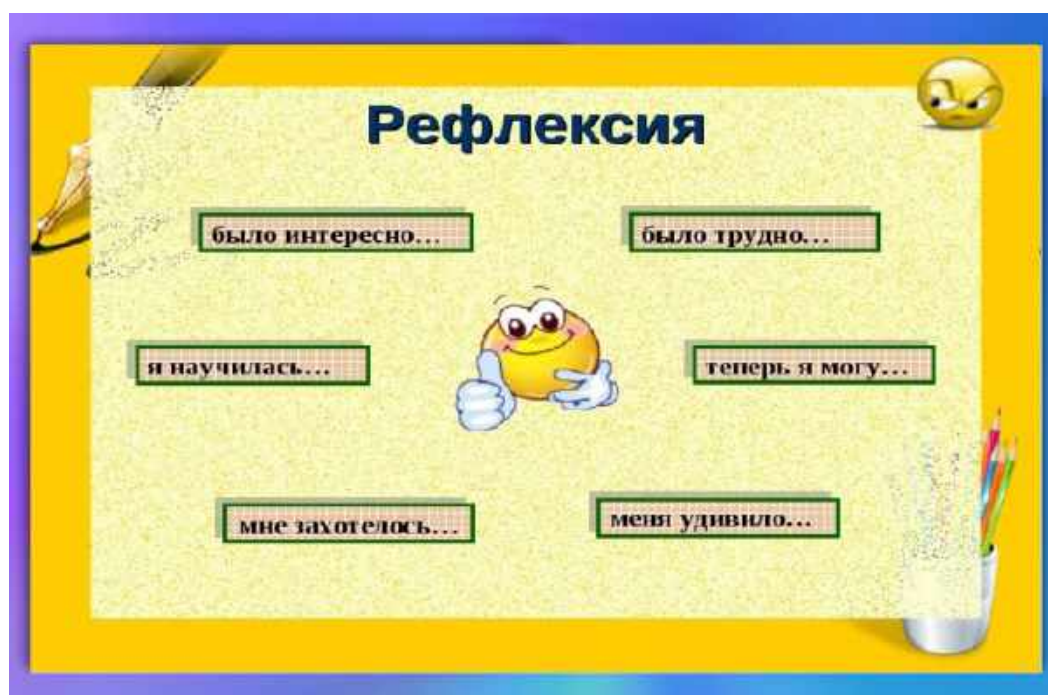 Рефлексия
было интересно...
было трудно...
я научилась...
теперь я могу...
мне захотелось...
меня удивило...